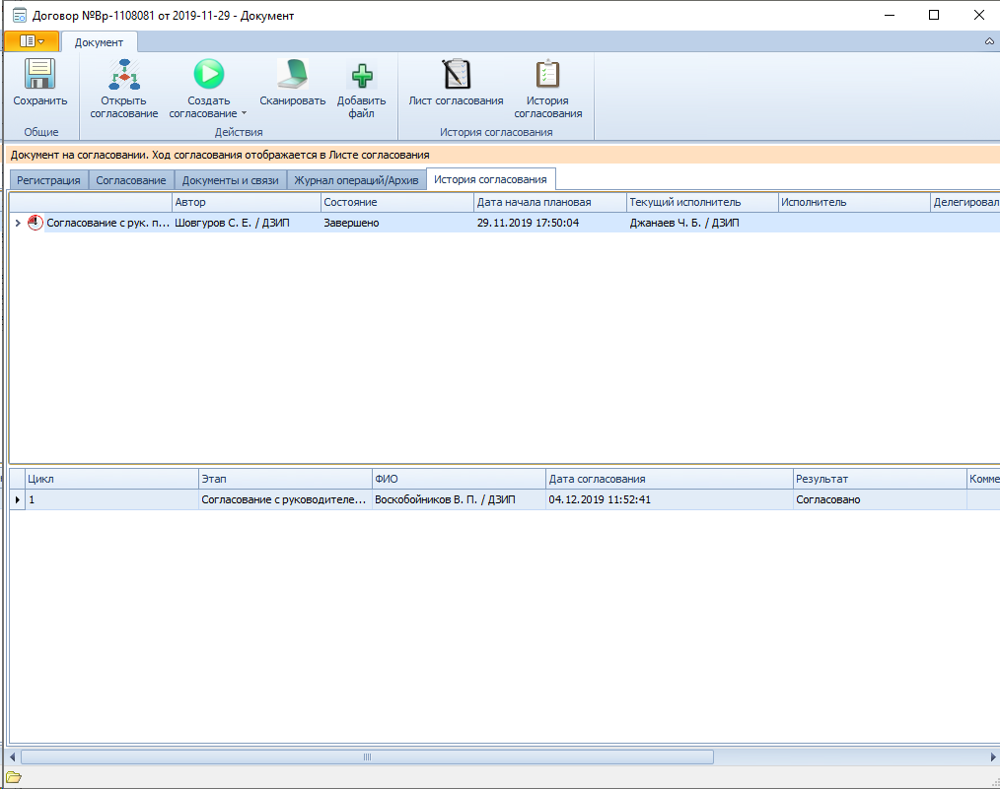 Договор №Вр-1108081 от 2019-11-29 - Документ
Документ
Сохранить
Открыть согласование
Создать согласование
Сканировать
Добавить файл
Лист согласования
История согласования
Общие
Действия
История согласования
Документ на согласовании. Ход согласования отображается в Листе согласования
Регистрация Согласование Документы и связи Журнал операций/Архив История согласования
Автор Состояние Дата начала плановая Текущий исполнитель Исполнитель Делегировал
Согласование с рук. п... Шовгуров С. Е. / ДЗИП Завершено 29.11.2019 17:50:04 Джанаев Ч. Б. / ДЗИП
Цикл Этап ФИО Дата согласования Результат Комме
1 Согласование с руководителе... Воскобойников В. П. / ДЗИП 04.12.2019 11:52:41 Согласовано